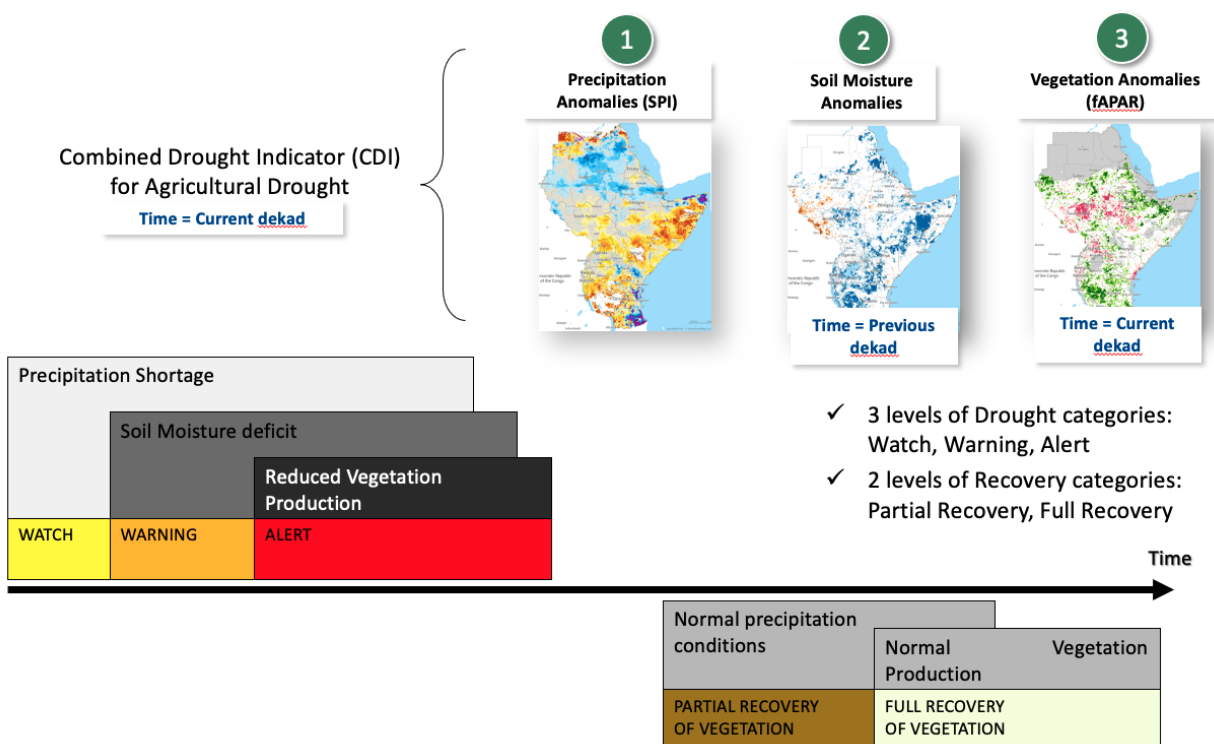 1
Precipitation
Anomalies (SPI)
2
Soil Moisture
Anomalies
3
Vegetation Anomalies
(fAPAR)
Combined Drought Indicator (CDI)
for Agricultural Drought
Time = Current dekad
Time = Previous
dekad
Time = Current
dekad
Precipitation Shortage
Soil Moisture deficit
Reduced Vegetation
Production
WATCH
WARNING
ALERT
✓ 3 levels of Drought categories:
Watch, Warning, Alert
✓ 2 levels of Recovery categories:
Partial Recovery, Full Recovery
Time
Normal precipitation
conditions
Normal Vegetation
Production
PARTIAL RECOVERY
OF VEGETATION
FULL RECOVERY
OF VEGETATION